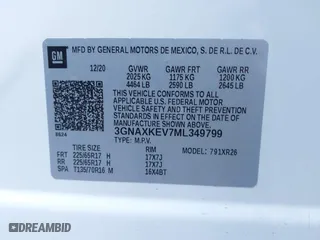 GM
MFD BY GENERAL MOTORS DE MEXICO, S. DE R.L. DE C.V.
12/20 GVWR GAWR FRT GAWR RR
2025 KG 1175 KG 1200 KG
4464 LB 2590 LB 2645 LB
THIS VEHICLE CONFORMS TO ALL APPLICABLE
U.S. FEDERAL MOTOR VEHICLE SAFETY AND
THEFT PREVENTION STANDARDS IN EFFECT ON
THE DATE OF MANUFACTURE SHOWN ABOVE.
3GNAXKEV7ML349799
TYPE: M.P.V. MODEL: 791XR26
TIRE SIZE RIM
FRT 225/65R17 H 17X7J
RR 225/65R17 H 17X7J
SPA T135/70R16 M 16X4BT
© DRIVEBIDRIDE.COM